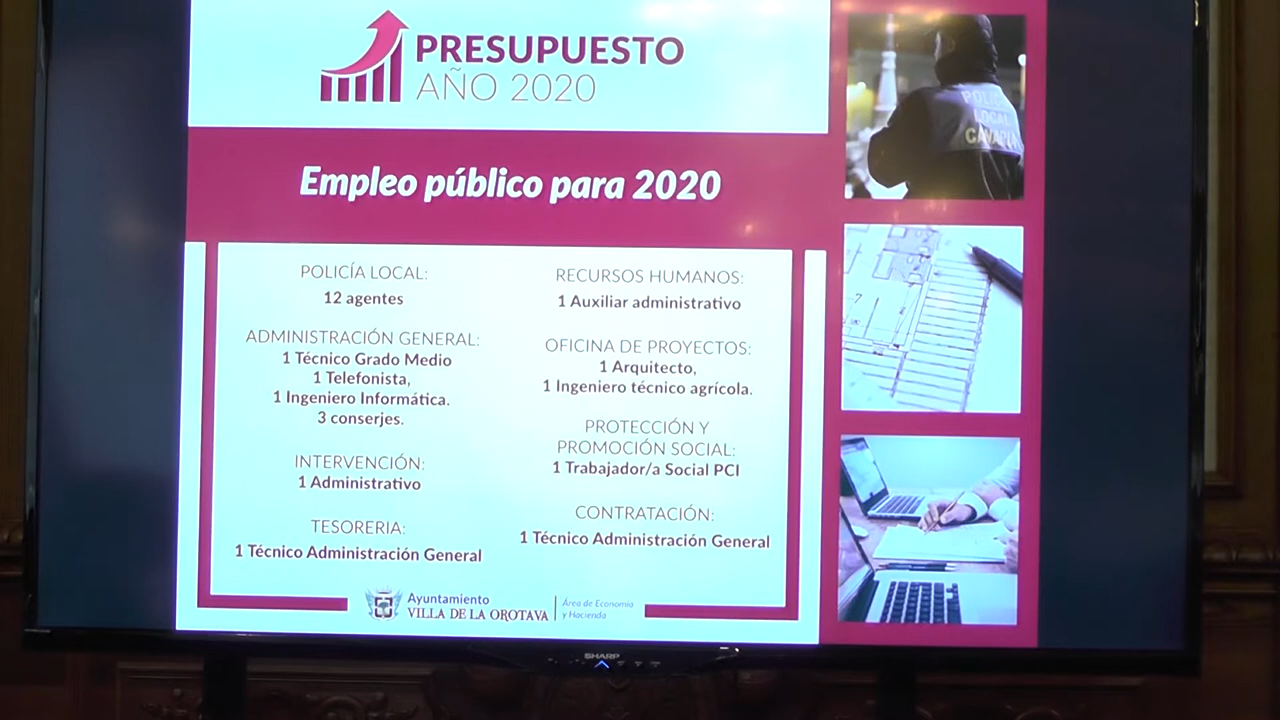 PRESUPUESTO
AÑO 2020
Empleo público para 2020
POLICÍA LOCAL:
12 agentes
ADMINISTRACIÓN GENERAL:
1 Técnico Grado Medio
1 Telefonista,
1 Ingeniero Informática.
3 conserjes.
INTERVENCIÓN:
1 Administrativo
TESORERIA:
1 Técnico Administración General
RECURSOS HUMANOS:
1 Auxiliar administrativo
OFICINA DE PROYECTOS:
1 Arquitecto,
1 Ingeniero técnico agrícola.
PROTECCIÓN Y
PROMOCIÓN SOCIAL:
1 Trabajador/a Social PCI
CONTRATACIÓN:
1 Técnico Administración General
Ayuntamiento
VILLA DE LA OROTAVA
Área de Economía
y Hacienda
POLICÍA
LOCAL
SHARP